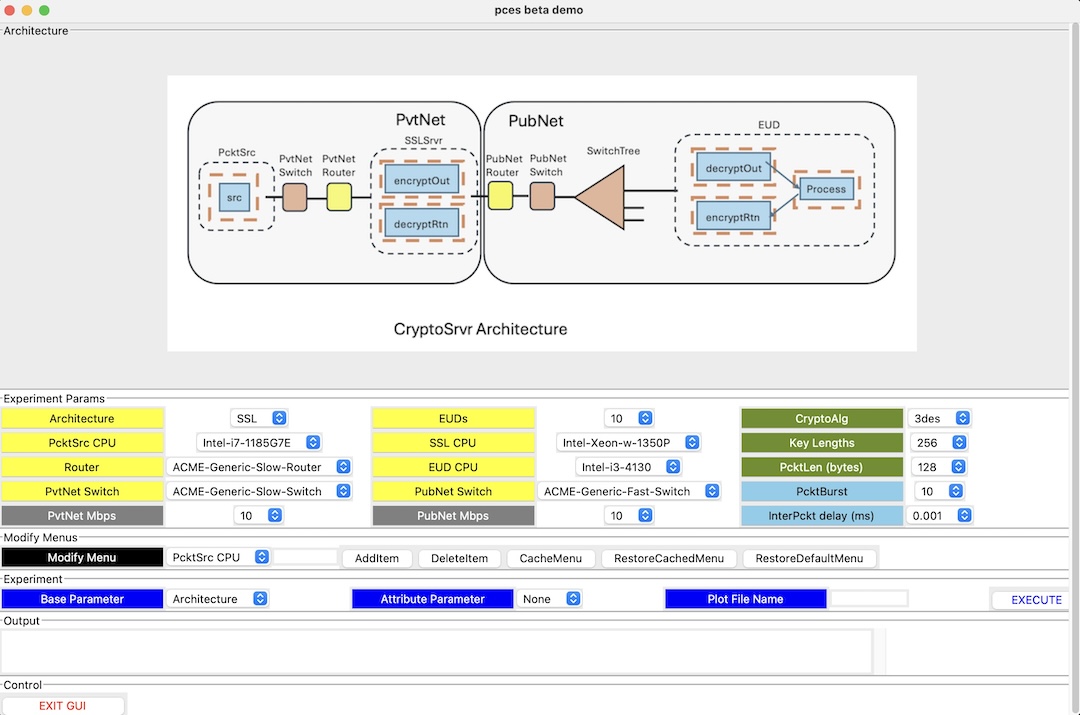 pces beta demo
Architecture
PvtNet
PubNet
EUD
PcktSrc
PvtNet Switch
PvtNet Router
SSLSrvr
PubNet Router
PubNet Switch
SwitchTree
src
encryptOut
decryptRtn
decryptOut
encryptRtn
Process
CryptoSrvr Architecture
Experiment Params
Architecture SSL EUDs 10 CryptoAlg 3des
PcktSrc CPU Intel-i7-1185G7E SSL CPU Intel-Xeon-w-1350P Key Lengths 256
Router ACME-Generic-Slow-Router EUD CPU Intel-i3-4130 PcktLen (bytes) 128
PvtNet Switch ACME-Generic-Slow-Switch PubNet Switch ACME-Generic-Fast-Switch PcktBurst 10
PvtNet Mbps 10 PubNet Mbps 10 InterPckt delay (ms) 0.001
Modify Menus
Modify Menu PcktSrc CPU AddItem DeleteItem CacheMenu RestoreCachedMenu RestoreDefaultMenu
Experiment
Base Parameter Architecture Attribute Parameter None Plot File Name EXECUTE
Output
Control
EXIT GUI